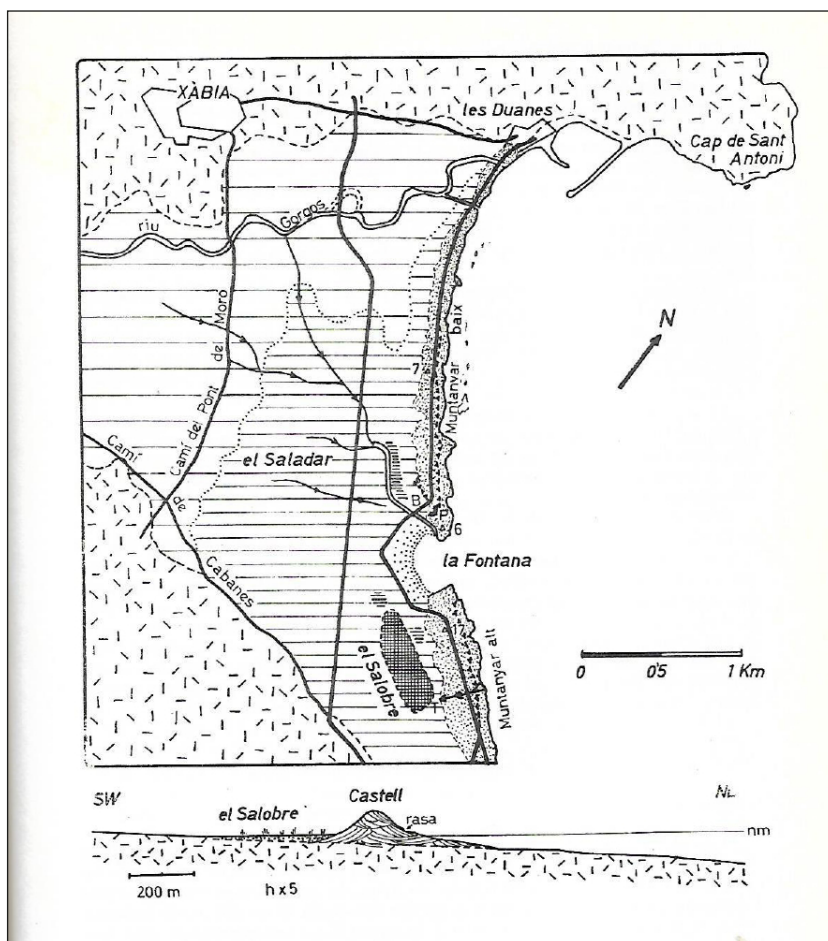 XÀBIA
les Duanes
Cap de Sant
Antoni
riu
Gorgos
N
Camí del Pont del Moro
7
Muntanyar baix
el Saladar
B
P
6
Camí de Cabanes
la Fontana
17
el Salobre
Muntanyar alt
0 0'5 1 Km
SW
NE
el Salobre
Castell
rasa
nm
200 m
h x 5